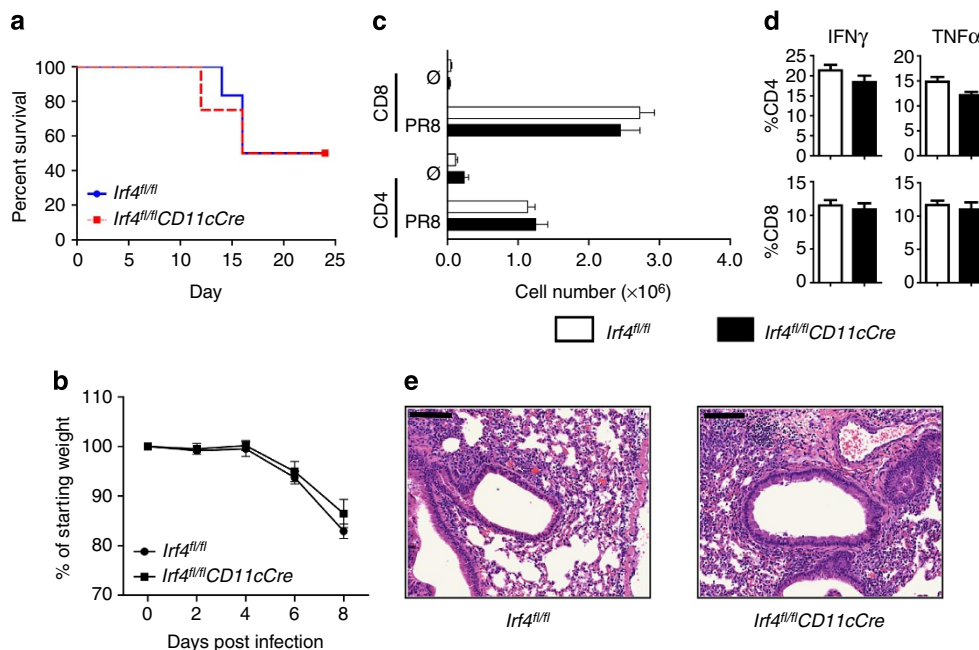 a
Percent survival
100
80
60
40
20
0
0 5 10 15 20 25
Day
Irf4fl/fl
Irf4fl/flCD11cCre
c
CD8
Ø
PR8
CD4
Ø
PR8
0.0 1.0 2.0 3.0 4.0
Cell number (×10⁶)
d
IFNγ TNFα
%CD4
25
20
15
10
5
0
20
15
10
5
0
%CD8
15
10
5
0
15
10
5
0
Irf4fl/fl Irf4fl/flCD11cCre
b
% of starting weight
110
100
90
80
70
Irf4fl/fl
Irf4fl/flCD11cCre
0 2 4 6 8
Days post infection
e
Irf4fl/fl Irf4fl/flCD11cCre